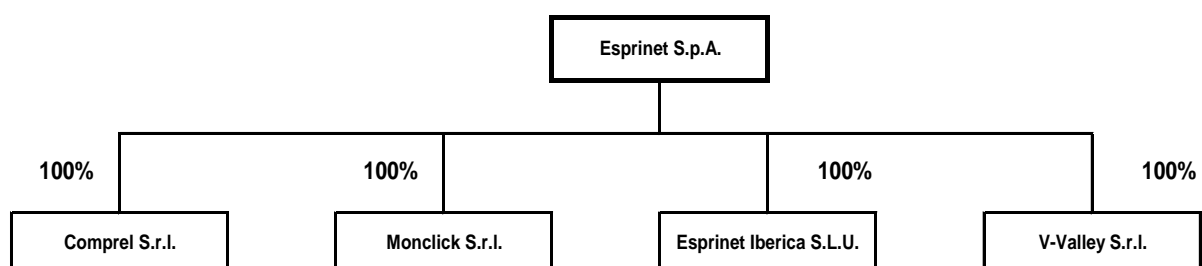 Esprinet S.p.A.
100% 100% 100% 100%
Comprel S.r.l. Monclick S.r.l. Esprinet Iberica S.L.U. V-Valley S.r.l.